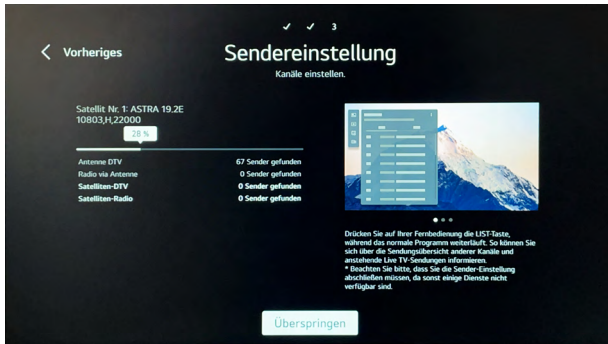 3
Vorheriges
Sendereinstellung
Kanäle einstellen.
Satellit Nr. 1: ASTRA 19.2E
10803,H,22000
28 %
Antenne DTV 67 Sender gefunden
Radio via Antenne 0 Sender gefunden
Satelliten-DTV 0 Sender gefunden
Satelliten-Radio 0 Sender gefunden
Drücken Sie auf Ihrer Fernbedienung die LIST-Taste,
während das normale Programm weiterläuft. So können Sie
sich über die Sendungsübersicht anderer Kanäle und
anstehende Live TV-Sendungen informieren.
* Beachten Sie bitte, dass Sie die Sender-Einstellung
abschließen müssen, da sonst einige Dienste nicht
verfügbar sind.
Überspringen